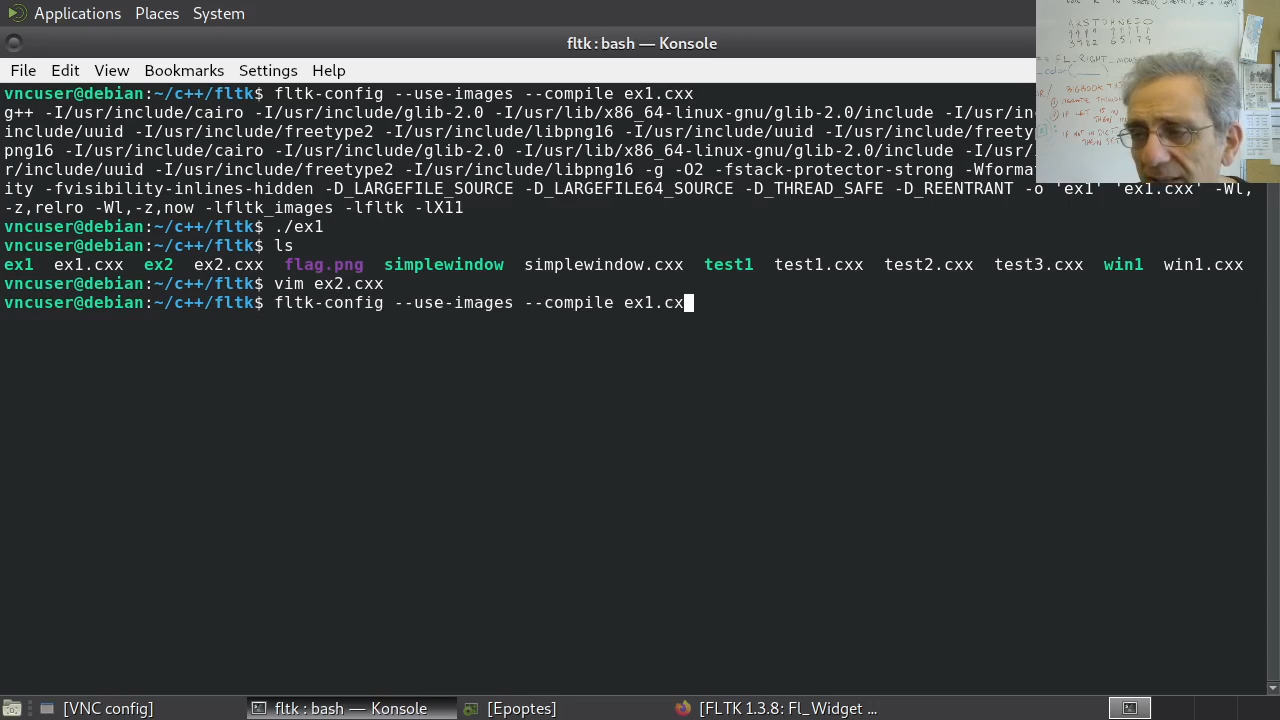 Applications Places System
fltk : bash — Konsole
File Edit View Bookmarks Settings Help
vncuser@debian:~/c++/fltk$ fltk-config --use-images --compile ex1.cxx
g++ -I/usr/include/cairo -I/usr/include/glib-2.0 -I/usr/lib/x86_64-linux-gnu/glib-2.0/include -I/usr/in
include/uuid -I/usr/include/freetype2 -I/usr/include/libpng16 -I/usr/include/uuid -I/usr/include/freety
png16 -I/usr/include/cairo -I/usr/include/glib-2.0 -I/usr/lib/x86_64-linux-gnu/glib-2.0/include -I/usr/
r/include/uuid -I/usr/include/freetype2 -I/usr/include/libpng16 -g -O2 -fstack-protector-strong -Wforma
ity -fvisibility-inlines-hidden -D_LARGEFILE_SOURCE -D_LARGEFILE64_SOURCE -D_THREAD_SAFE -D_REENTRANT -o 'ex1' 'ex1.cxx' -Wl,
-z,relro -Wl,-z,now -lfltk_images -lfltk -lX11
vncuser@debian:~/c++/fltk$ ./ex1
vncuser@debian:~/c++/fltk$ ls
ex1 ex1.cxx ex2 ex2.cxx flag.png simplewindow simplewindow.cxx test1 test1.cxx test2.cxx test3.cxx win1 win1.cxx
vncuser@debian:~/c++/fltk$ vim ex2.cxx
vncuser@debian:~/c++/fltk$ fltk-config --use-images --compile ex1.cx
[VNC config] fltk : bash — Konsole [Epoptes] [FLTK 1.3.8: Fl_Widget ...